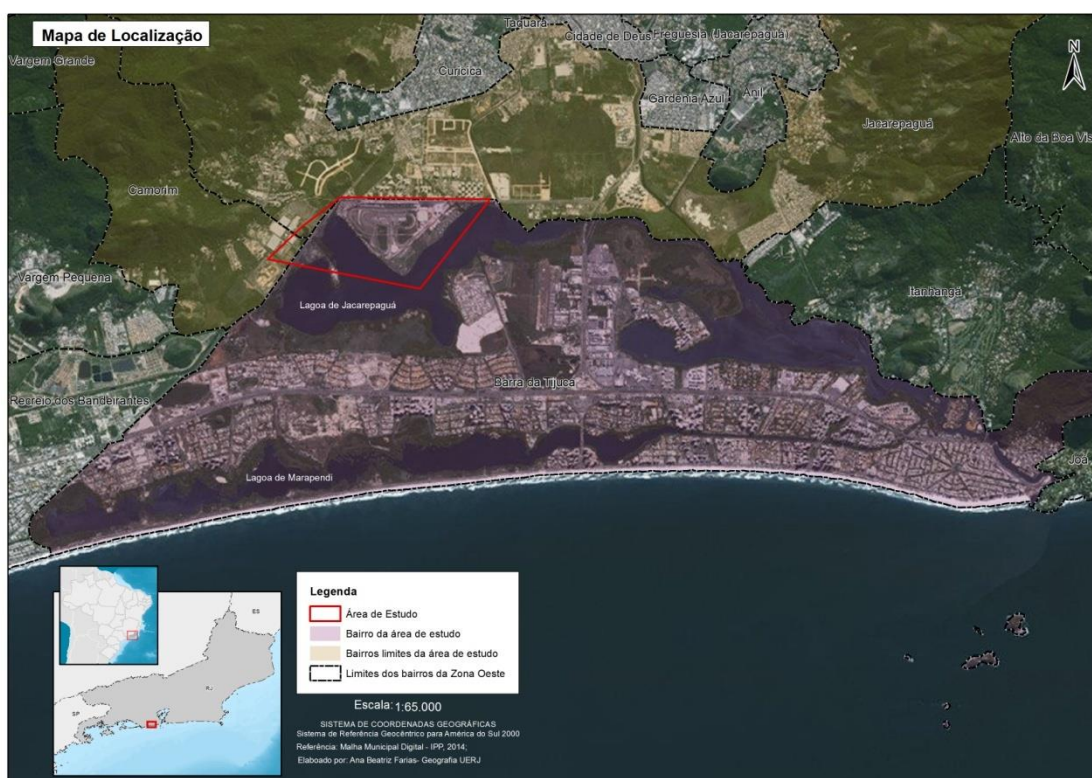 Mapa de Localização
Taquara
Cidade de Deus
Freguesia (Jacarepaguá)
Vargem Grande
Curicica
Gardênia Azul
Anil
Jacarepaguá
Alto da Boa Vis
Camorim
Vargem Pequena
Itanhangá
Lagoa de Jacarepaguá
Barra da Tijuca
Recreio dos Bandeirantes
Joá
Lagoa de Marapendi
Legenda
Área de Estudo
Bairro da área de estudo
Bairros limites da área de estudo
Limites dos bairros da Zona Oeste
ES
RJ
SP
Escala: 1:65.000
SISTEMA DE COORDENADAS GEOGRÁFICAS
Sistema de Referência Geocêntrico para América do Sul 2000
Referência: Malha Municipal Digital - IPP, 2014;
Elaboado por: Ana Beatriz Farias- Geografia UERJ